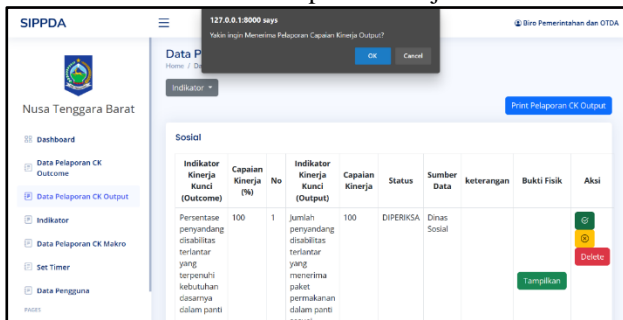 SIPPDA
127.0.0.1:8000 says
Yakin ingin Menerima Pelaporan Capaian Kinerja Output?
OK Cancel
Biro Pemerintahan dan OTDA
Data P
Home / Da
Indikator
Print Pelaporan CK Output
Nusa Tenggara Barat
Dashboard
Data Pelaporan CK
Outcome
Data Pelaporan CK Output
Indikator
Data Pelaporan CK Makro
Set Timer
Data Pengguna
PAGES
Sosial
Indikator Kinerja Kunci (Outcome) Capaian Kinerja (%) No Indikator Kinerja Kunci (Output) Capaian Kinerja Status Sumber Data keterangan Bukti Fisik Aksi
Persentase penyandang disabilitas terlantar yang terpenuhi kebutuhan dasarnya dalam panti
100
1
Jumlah penyandang disabilitas terlantar yang menerima paket permakanan dalam panti
100
DIPERIKSA
Dinas Sosial
Tampilkan
Delete